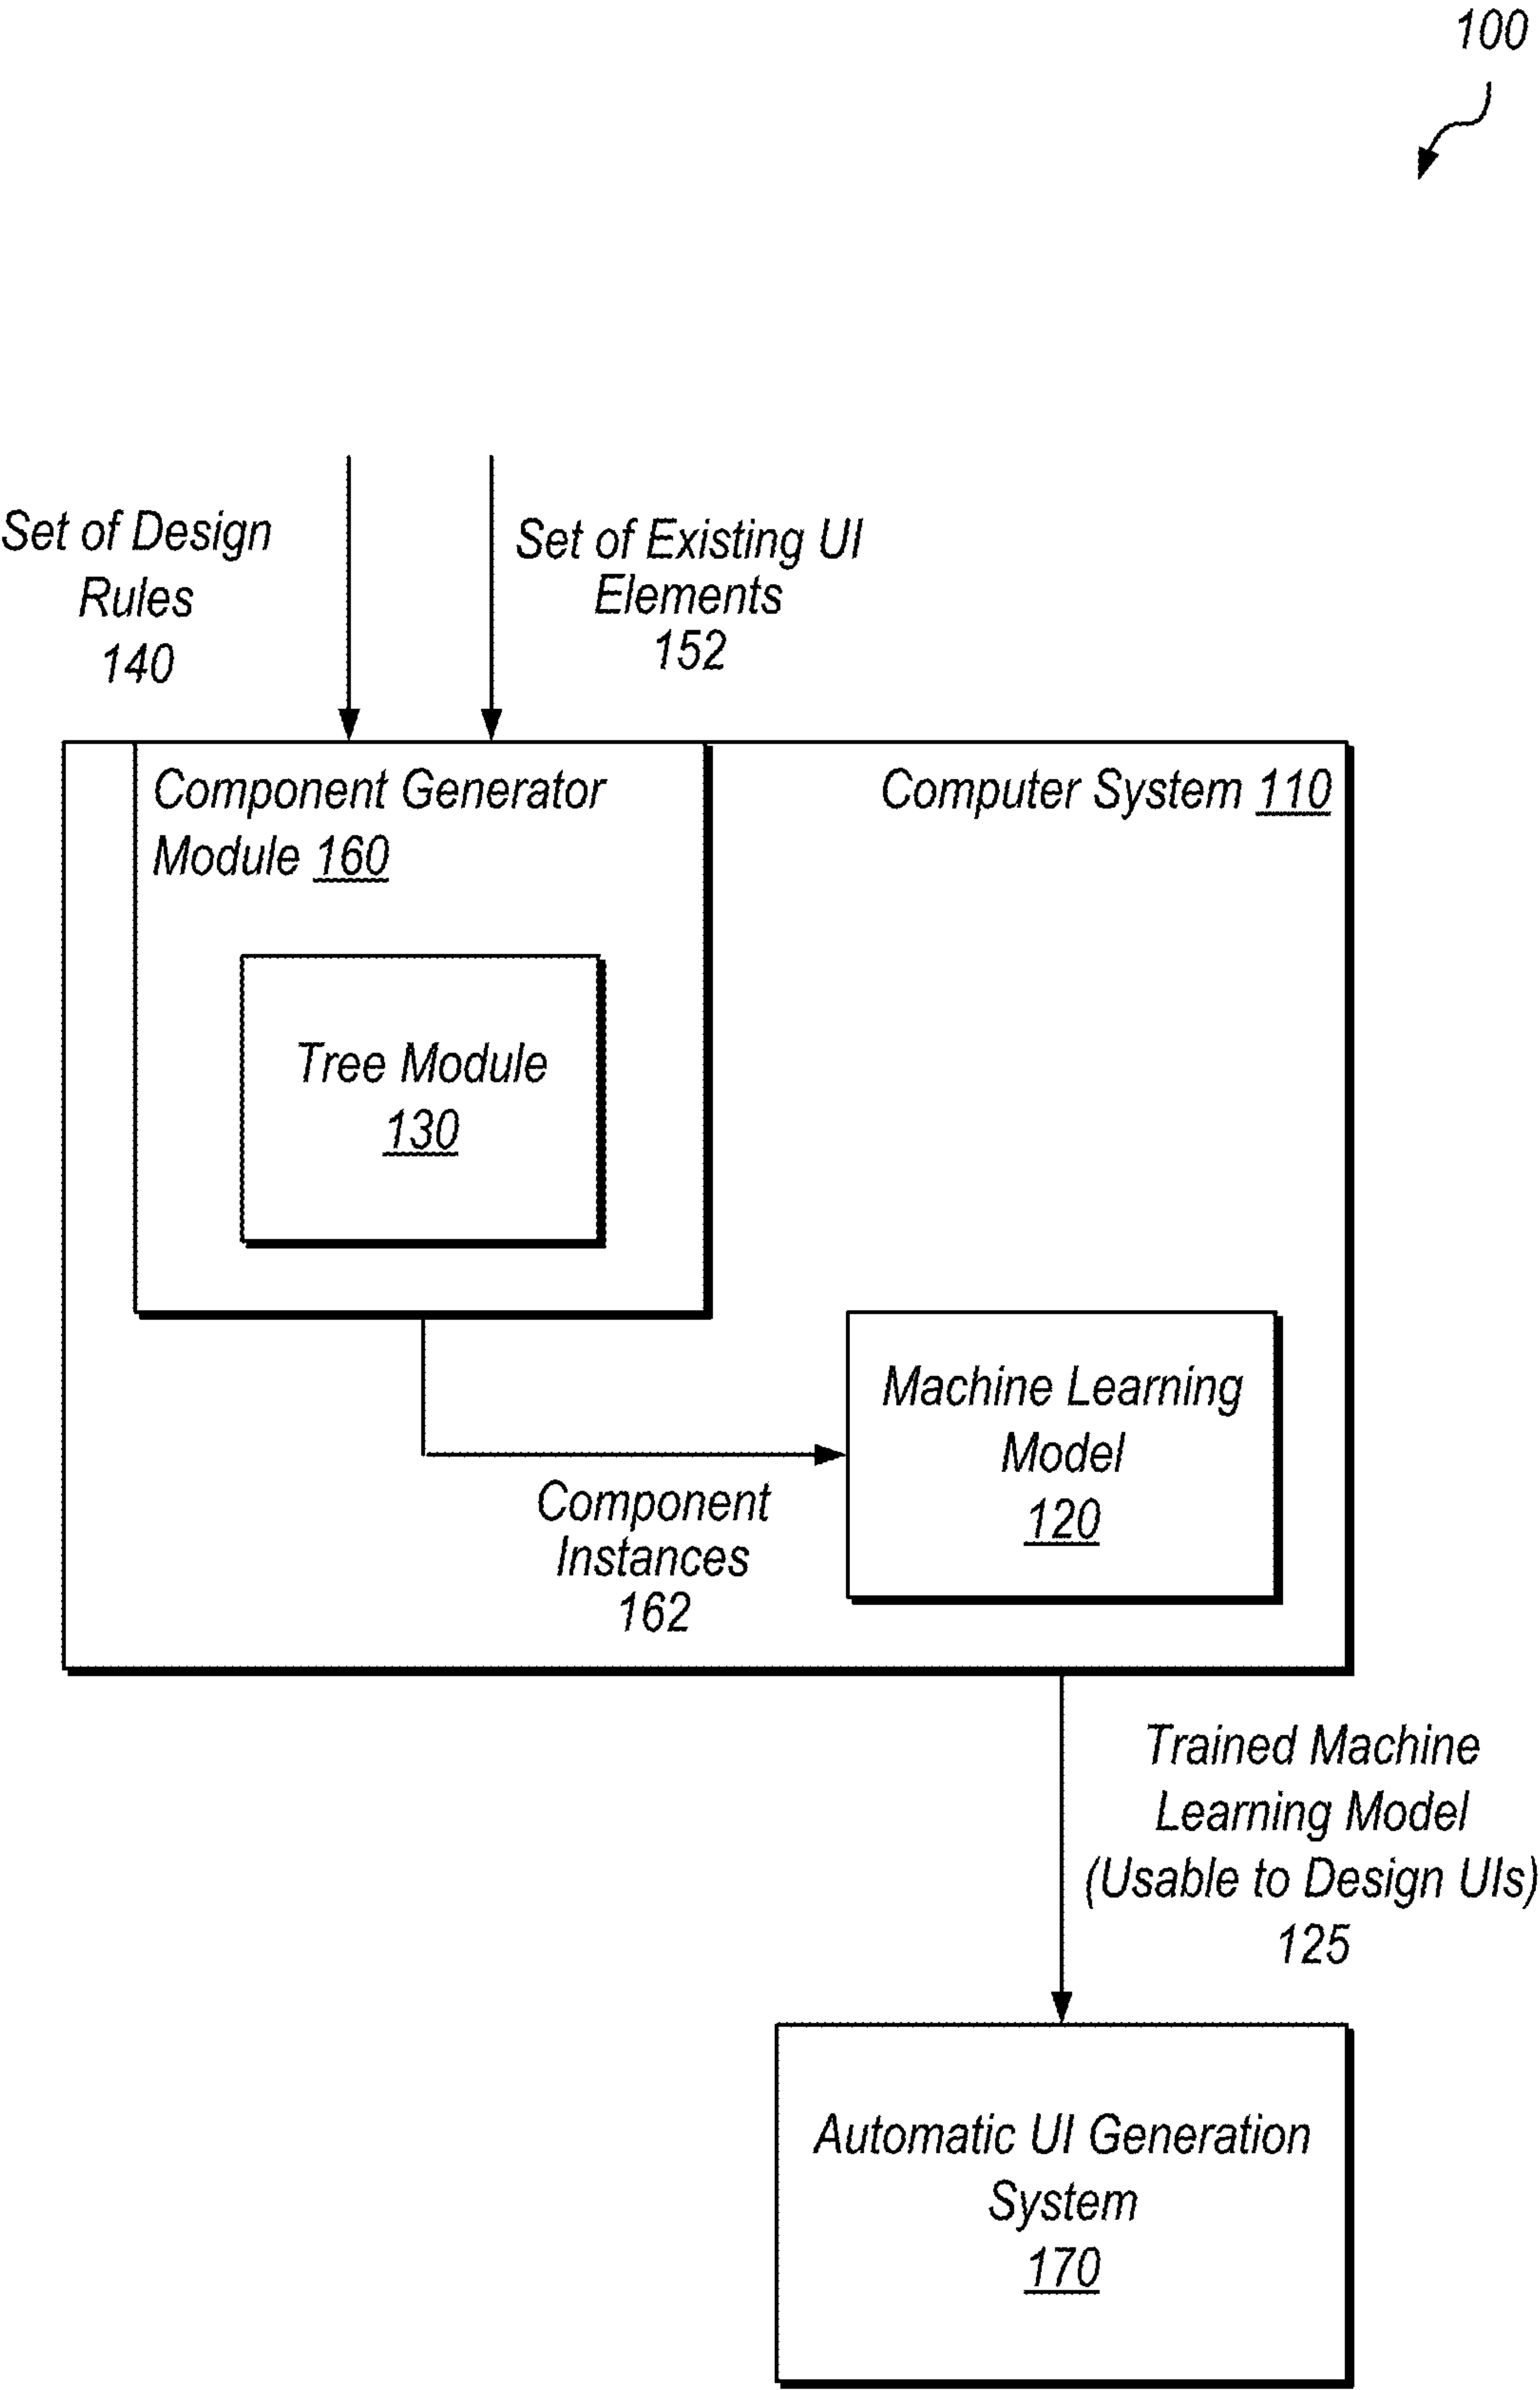 100
Set of Design
Rules
140
Set of Existing UI
Elements
152
Component Generator
Module 160
Computer System 110
Tree Module
130
Machine Learning
Model
120
Component
Instances
162
Trained Machine
Learning Model
(Usable to Design UIs)
125
Automatic UI Generation
System
170